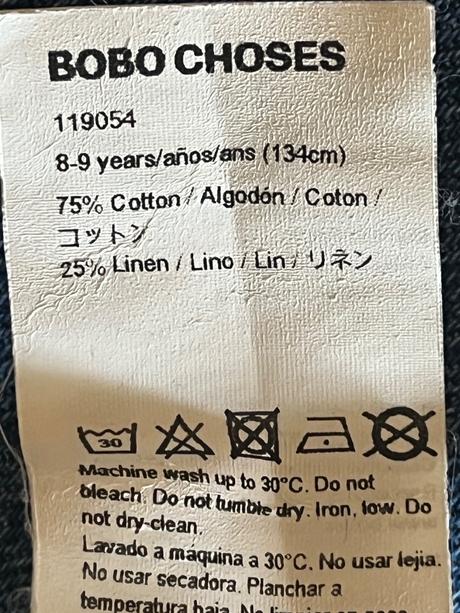 BOBO CHOSES
119054
8-9 years/años/ans (134cm)
75% Cotton / Algodón / Coton /
コットン
25% Linen / Lino / Lin / リネン
30
Machine wash up to 30°C. Do not
bleach. Do not tumble dry. Iron, low. Do
not dry-clean.
Lavado a máquina a 30°C. No usar lejia.
No usar secadora. Planchar a
temperatura baja. No